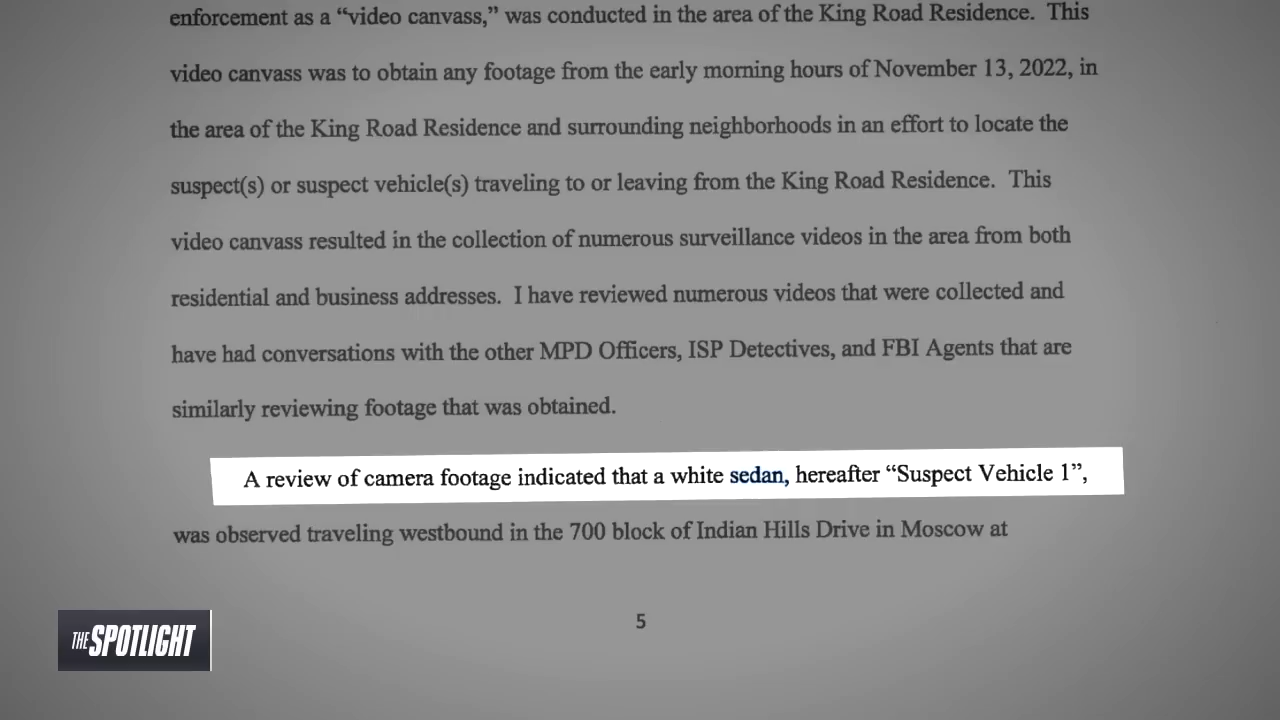 enforcement as a “video canvass,” was conducted in the area of the King Road Residence. This
video canvass was to obtain any footage from the early morning hours of November 13, 2022, in
the area of the King Road Residence and surrounding neighborhoods in an effort to locate the
suspect(s) or suspect vehicle(s) traveling to or leaving from the King Road Residence. This
video canvass resulted in the collection of numerous surveillance videos in the area from both
residential and business addresses. I have reviewed numerous videos that were collected and
have had conversations with the other MPD Officers, ISP Detectives, and FBI Agents that are
similarly reviewing footage that was obtained.
A review of camera footage indicated that a white sedan, hereafter “Suspect Vehicle 1”,
was observed traveling westbound in the 700 block of Indian Hills Drive in Moscow at
5
THE SPOTLIGHT